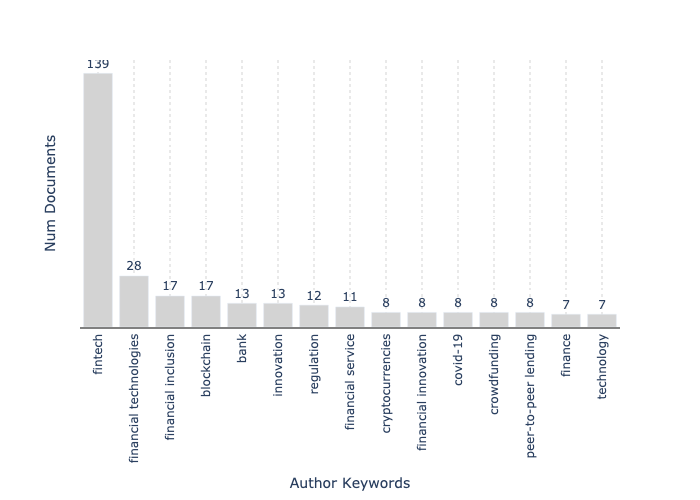 139
28
17
17
13
13
12
11
8
8
8
8
8
7
7
Num Documents
fintech
financial technologies
financial inclusion
blockchain
bank
innovation
regulation
financial service
cryptocurrencies
financial innovation
covid-19
crowdfunding
peer-to-peer lending
finance
technology
Author Keywords